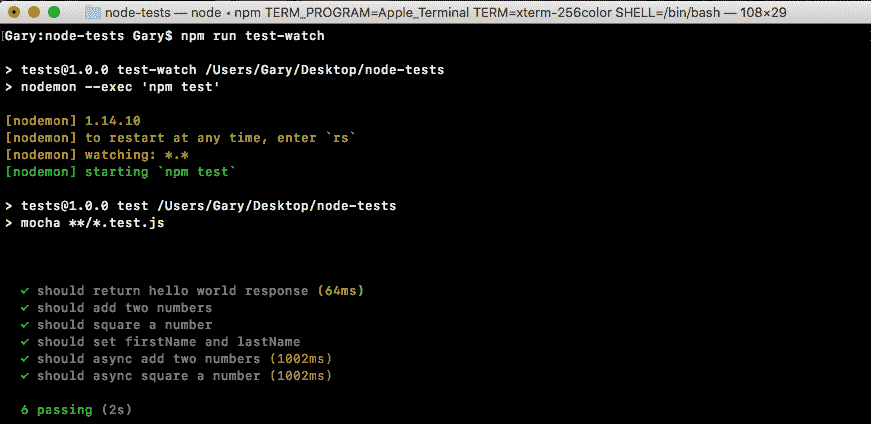 node-tests — node ◂ npm TERM_PROGRAM=Apple_Terminal TERM=xterm-256color SHELL=/bin/bash — 108×29
[Gary:node-tests Gary$ npm run test-watch
> tests@1.0.0 test-watch /Users/Gary/Desktop/node-tests
> nodemon --exec 'npm test'
[nodemon] 1.14.10
[nodemon] to restart at any time, enter `rs`
[nodemon] watching: *.*
[nodemon] starting `npm test`
> tests@1.0.0 test /Users/Gary/Desktop/node-tests
> mocha **/*.test.js
✓ should return hello world response (64ms)
✓ should add two numbers
✓ should square a number
✓ should set firstName and lastName
✓ should async add two numbers (1002ms)
✓ should async square a number (1002ms)
6 passing (2s)